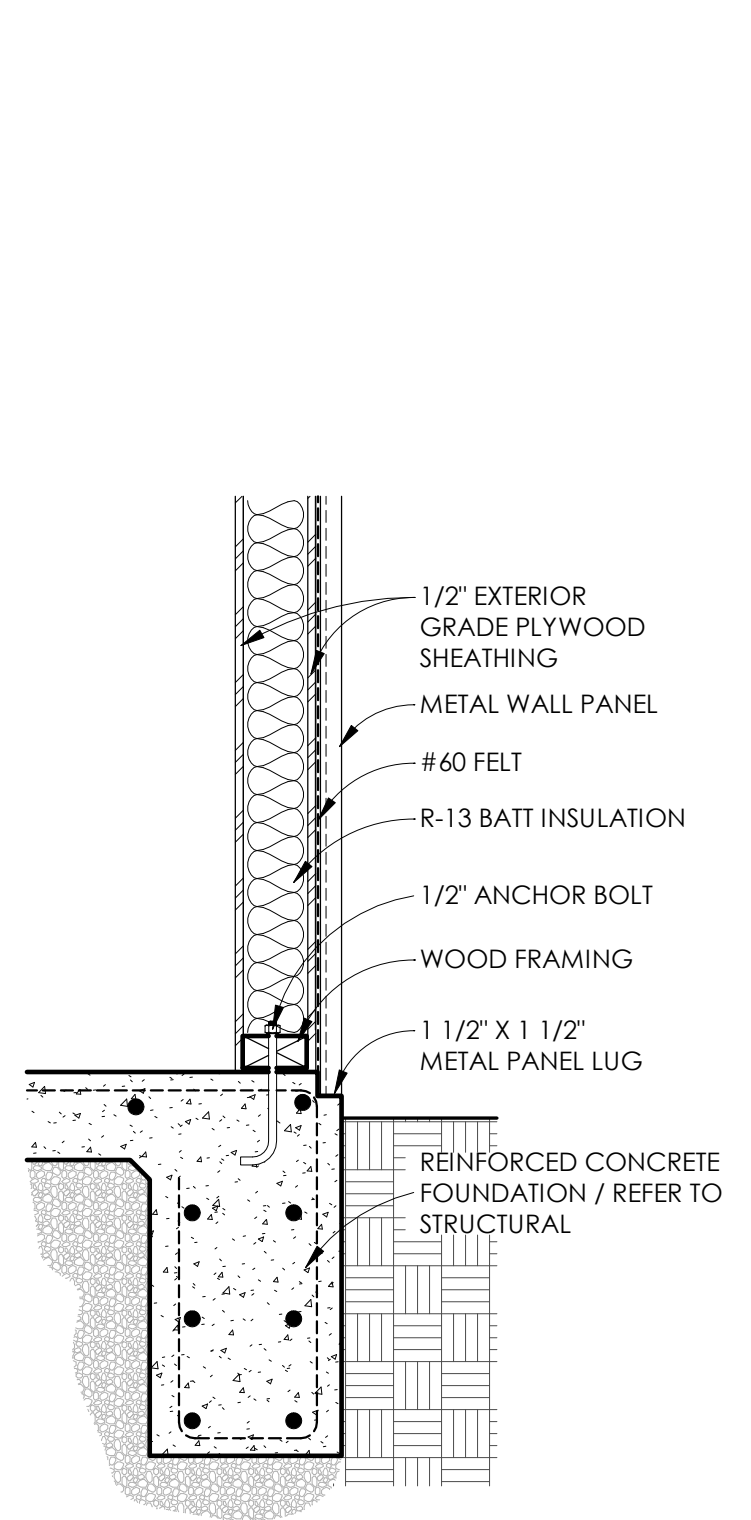 1/2" EXTERIOR
GRADE PLYWOOD
SHEATHING
METAL WALL PANEL
#60 FELT
R-13 BATT INSULATION
1/2" ANCHOR BOLT
WOOD FRAMING
1 1/2" X 1 1/2"
METAL PANEL LUG
REINFORCED CONCRETE
FOUNDATION / REFER TO
STRUCTURAL